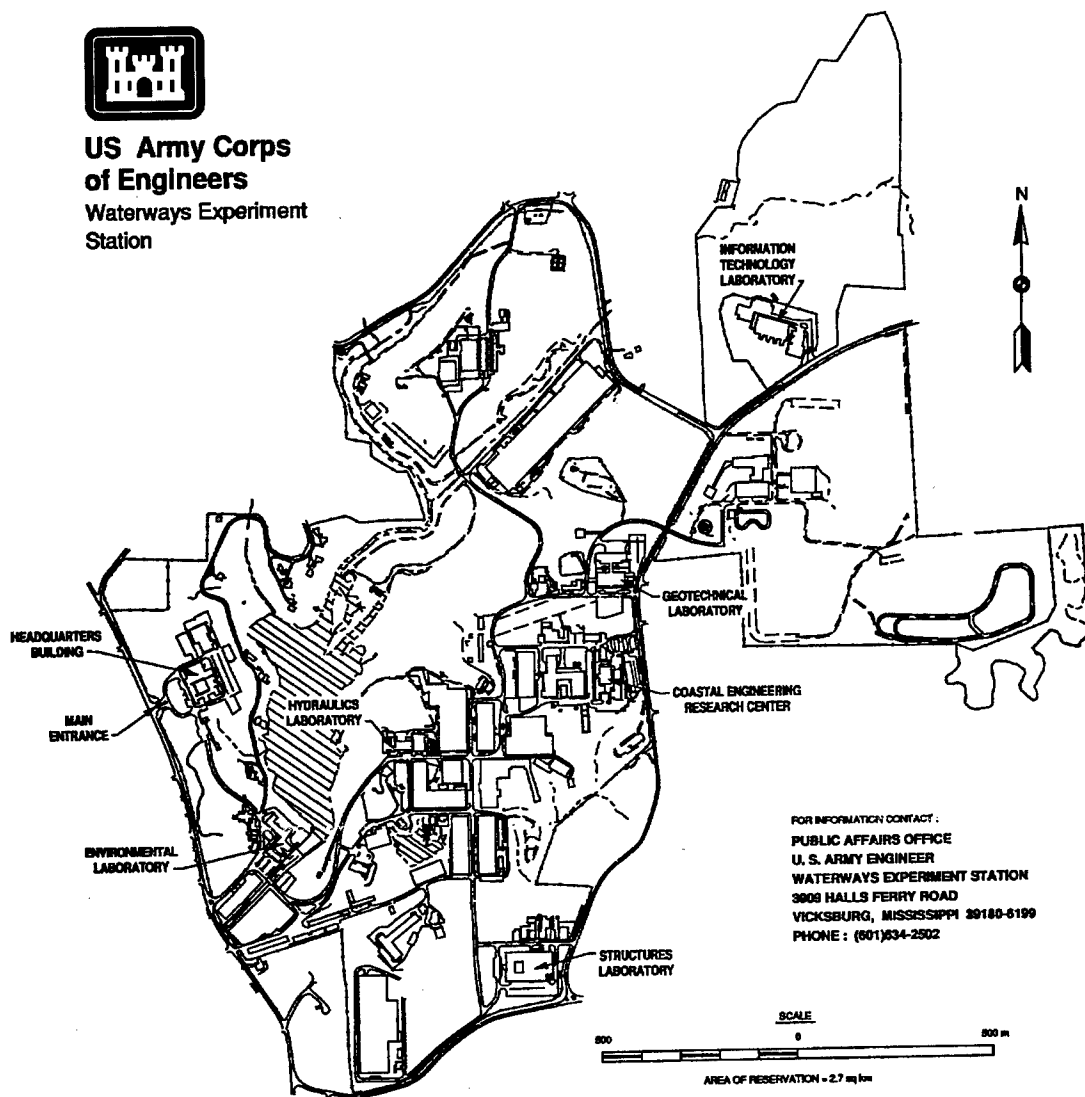 US Army Corps
of Engineers
Waterways Experiment
Station
N
INFORMATION
TECHNOLOGY
LABORATORY
GEOTECHNICAL
LABORATORY
HEADQUARTERS
BUILDING
HYDRAULICS
LABORATORY
COASTAL ENGINEERING
RESEARCH CENTER
MAIN
ENTRANCE
ENVIRONMENTAL
LABORATORY
FOR INFORMATION CONTACT :
PUBLIC AFFAIRS OFFICE
U. S. ARMY ENGINEER
WATERWAYS EXPERIMENT STATION
3909 HALLS FERRY ROAD
VICKSBURG, MISSISSIPPI 39180-6199
PHONE : (601)634-2502
STRUCTURES
LABORATORY
SCALE
500 0 500 m
AREA OF RESERVATION = 2.7 sq km